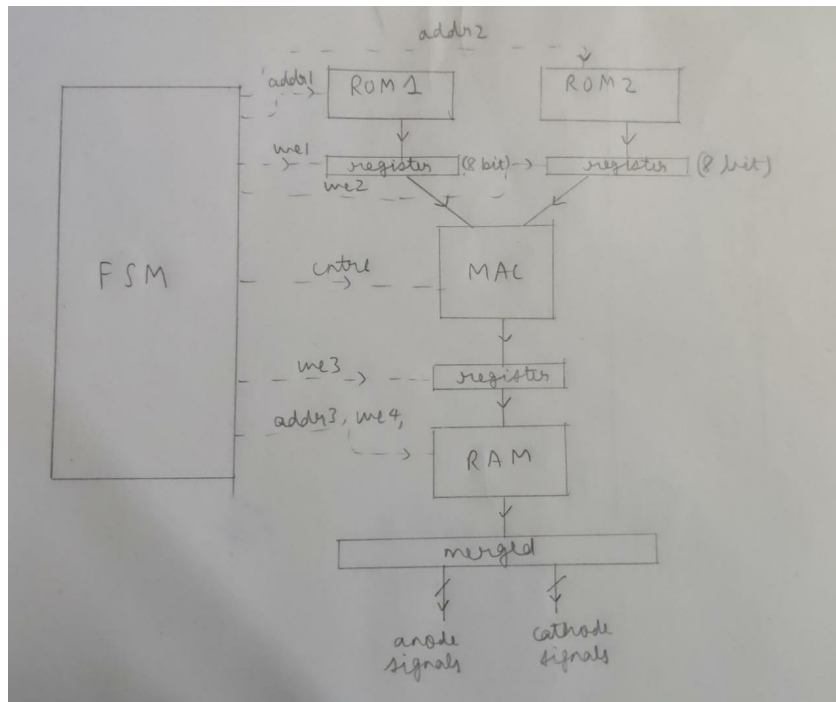 addr2
addr1
ROM 1
ROM 2
we1
register (8 bit)
register (8 bit)
we2
FSM
cntrl
MAC
we3
register
addr3, we4,
RAM
merged
anode
signals
cathode
signals